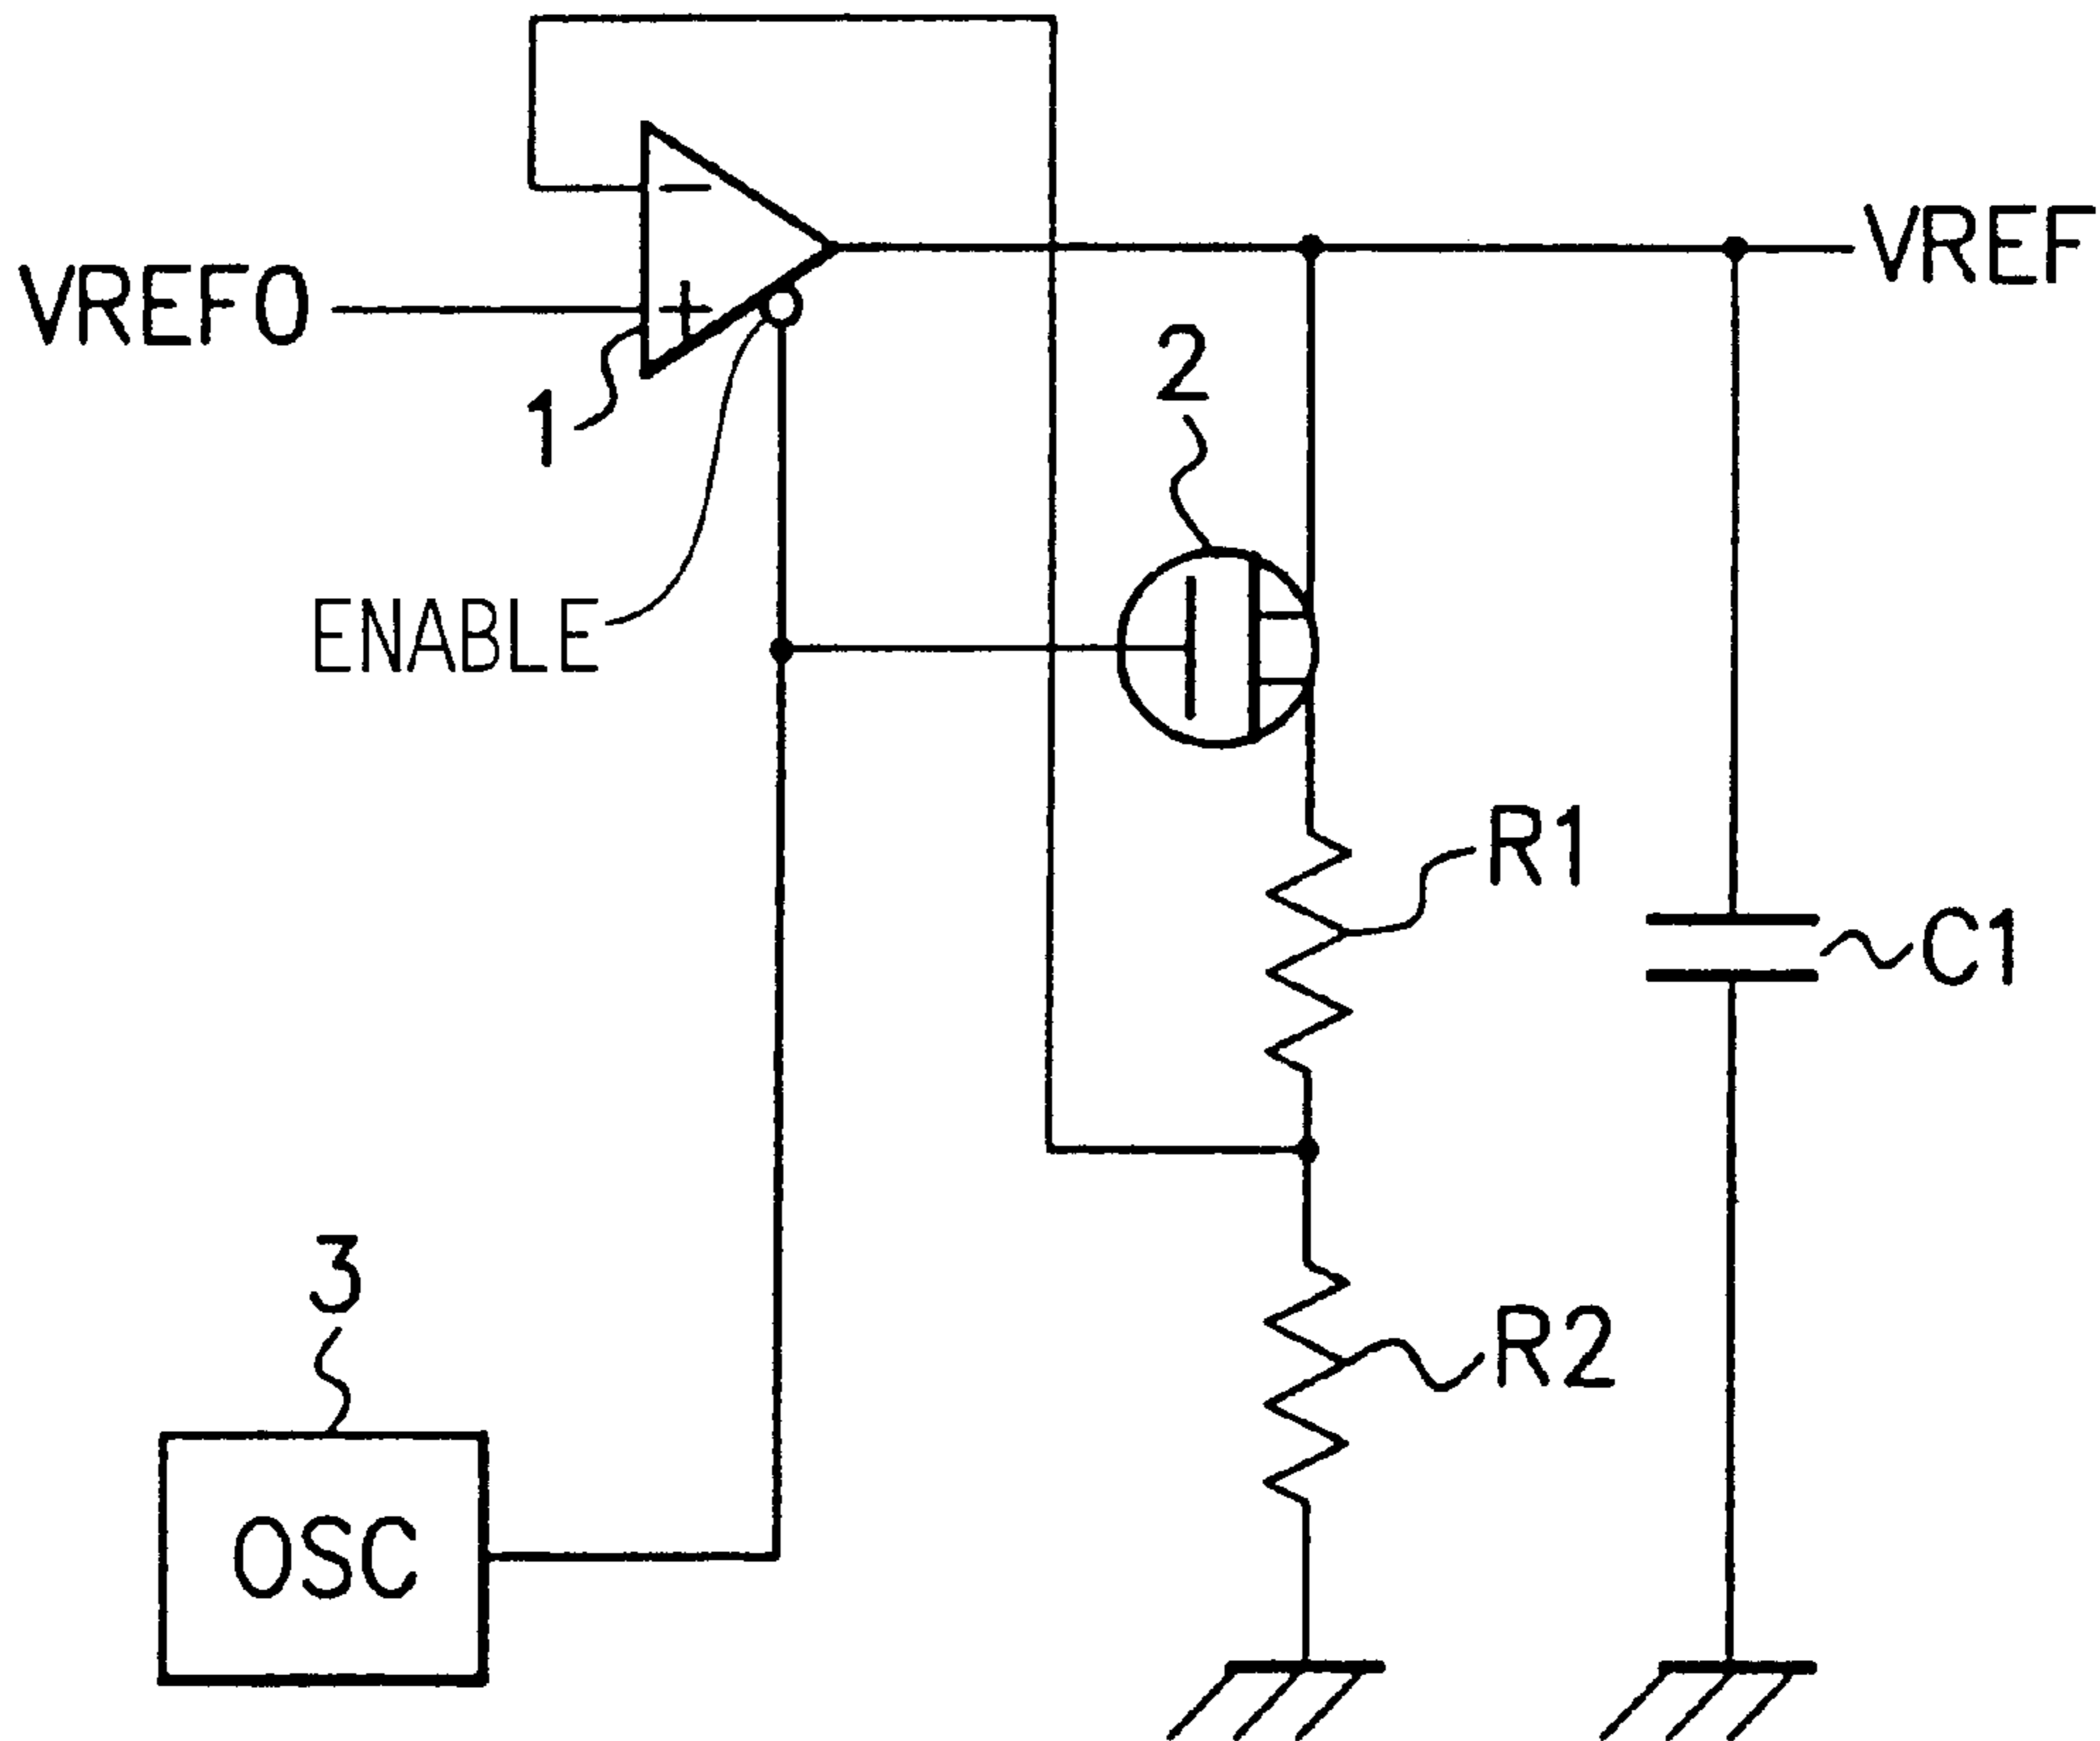 VREF
VREF0
2
1
ENABLE
R1
C1
3
R2
OSC